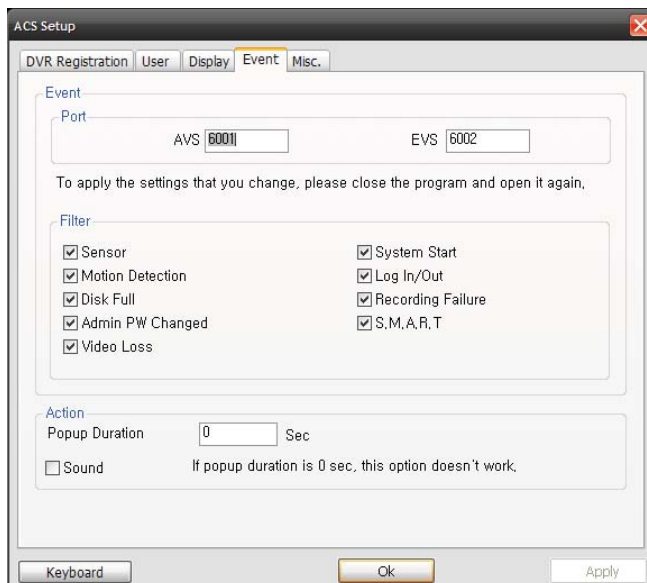 ACS Setup
DVR Registration User Display Event Misc.
Event
Port
AVS 6001 EVS 6002
To apply the settings that you change, please close the program and open it again,
Filter
Sensor System Start
Motion Detection Log In/Out
Disk Full Recording Failure
Admin PW Changed S,M,A,R,T
Video Loss
Action
Popup Duration 0 Sec
Sound If popup duration is 0 sec, this option doesn't work,
Keyboard Ok Apply